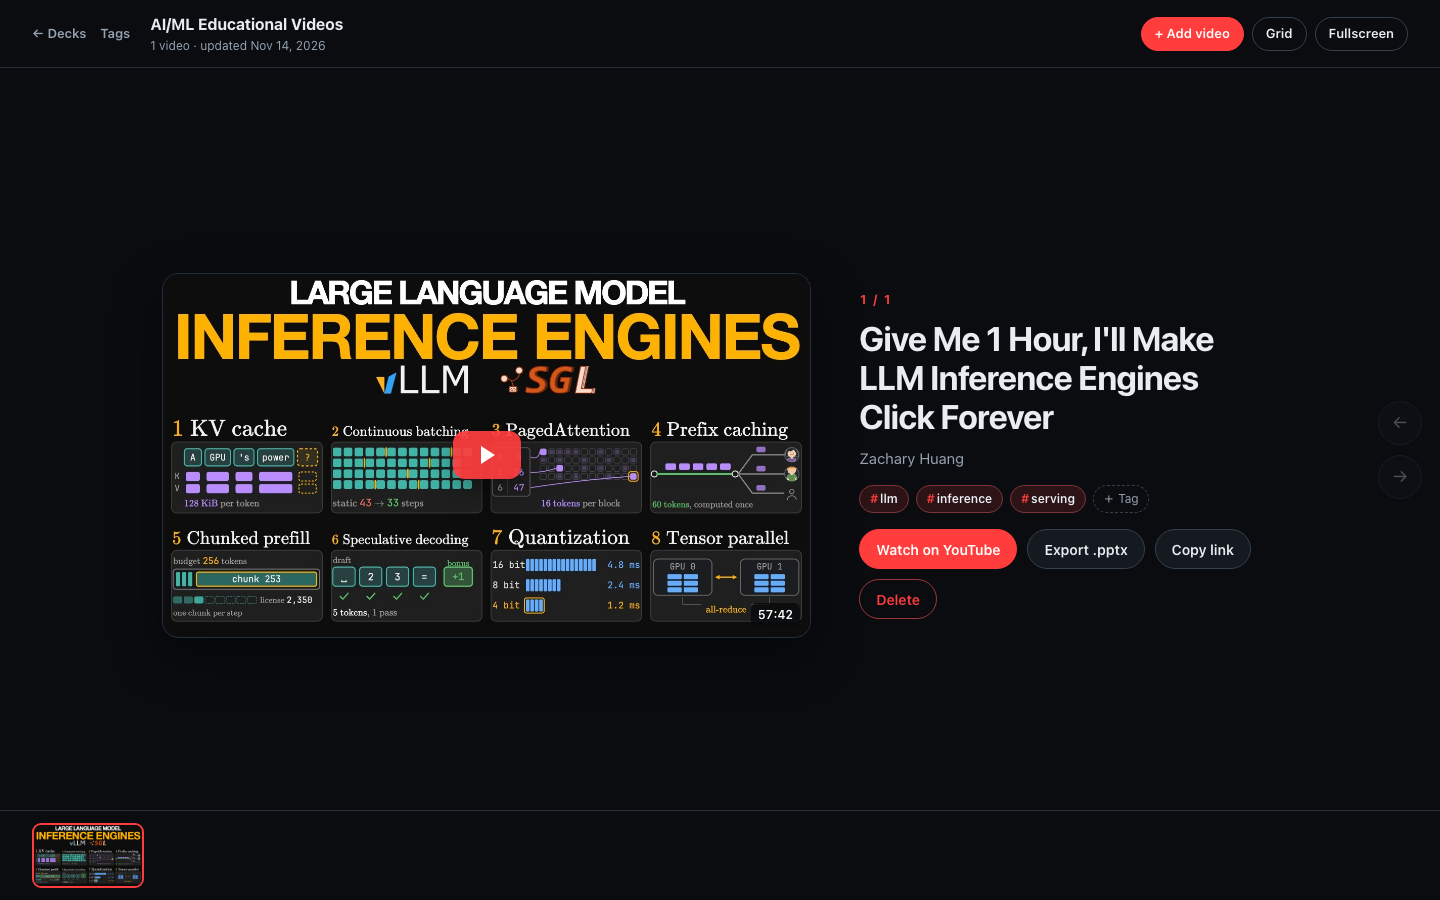 ← Decks Tags
AI/ML Educational Videos
1 video · updated Nov 14, 2026
+ Add video
Grid
Fullscreen
LARGE LANGUAGE MODEL
INFERENCE ENGINES
vLLM SGL
1 KV cache
A GPU 's power ?
K
V
128 KiB per token
2 Continuous batching
static 43 → 33 steps
3 PagedAttention
6 47
16 tokens per block
4 Prefix caching
60 tokens, computed once
5 Chunked prefill
budget 256 tokens
chunk 253
license 2,350
one chunk per step
6 Speculative decoding
draft
bonus
␣ 2 3 = +1
5 tokens, 1 pass
7 Quantization
16 bit 4.8 ms
8 bit 2.4 ms
4 bit 1.2 ms
8 Tensor parallel
GPU 0 GPU 1
all-reduce
57:42
1 / 1
Give Me 1 Hour, I'll Make
LLM Inference Engines
Click Forever
Zachary Huang
#llm #inference #serving + Tag
Watch on YouTube
Export .pptx
Copy link
Delete
←
→
LARGE LANGUAGE MODEL
INFERENCE ENGINES
vLLM SGL